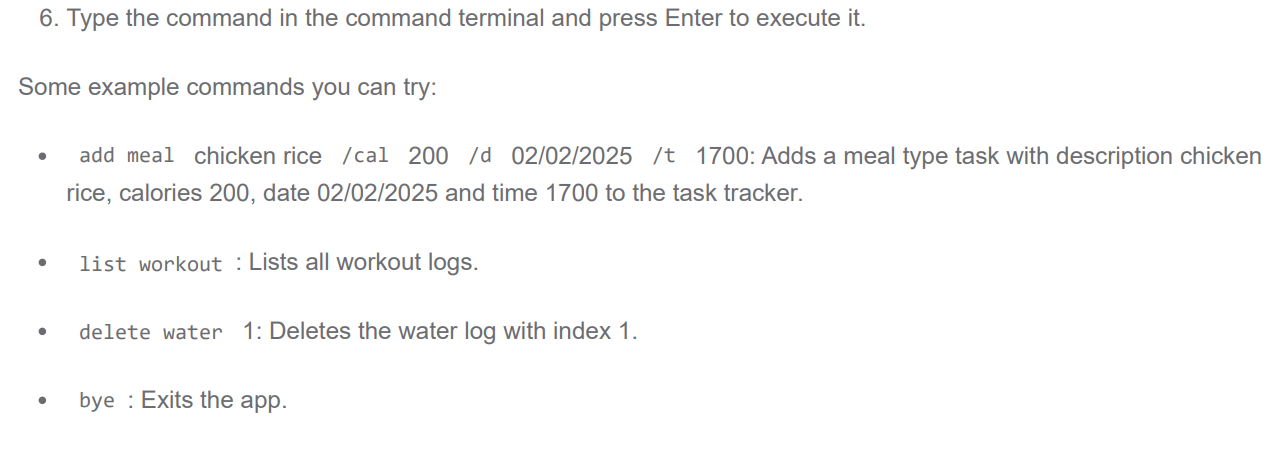 6. Type the command in the command terminal and press Enter to execute it.
Some example commands you can try:
• add meal chicken rice /cal 200 /d 02/02/2025 /t 1700: Adds a meal type task with description chicken
rice, calories 200, date 02/02/2025 and time 1700 to the task tracker.
• list workout : Lists all workout logs.
• delete water 1: Deletes the water log with index 1.
• bye : Exits the app.